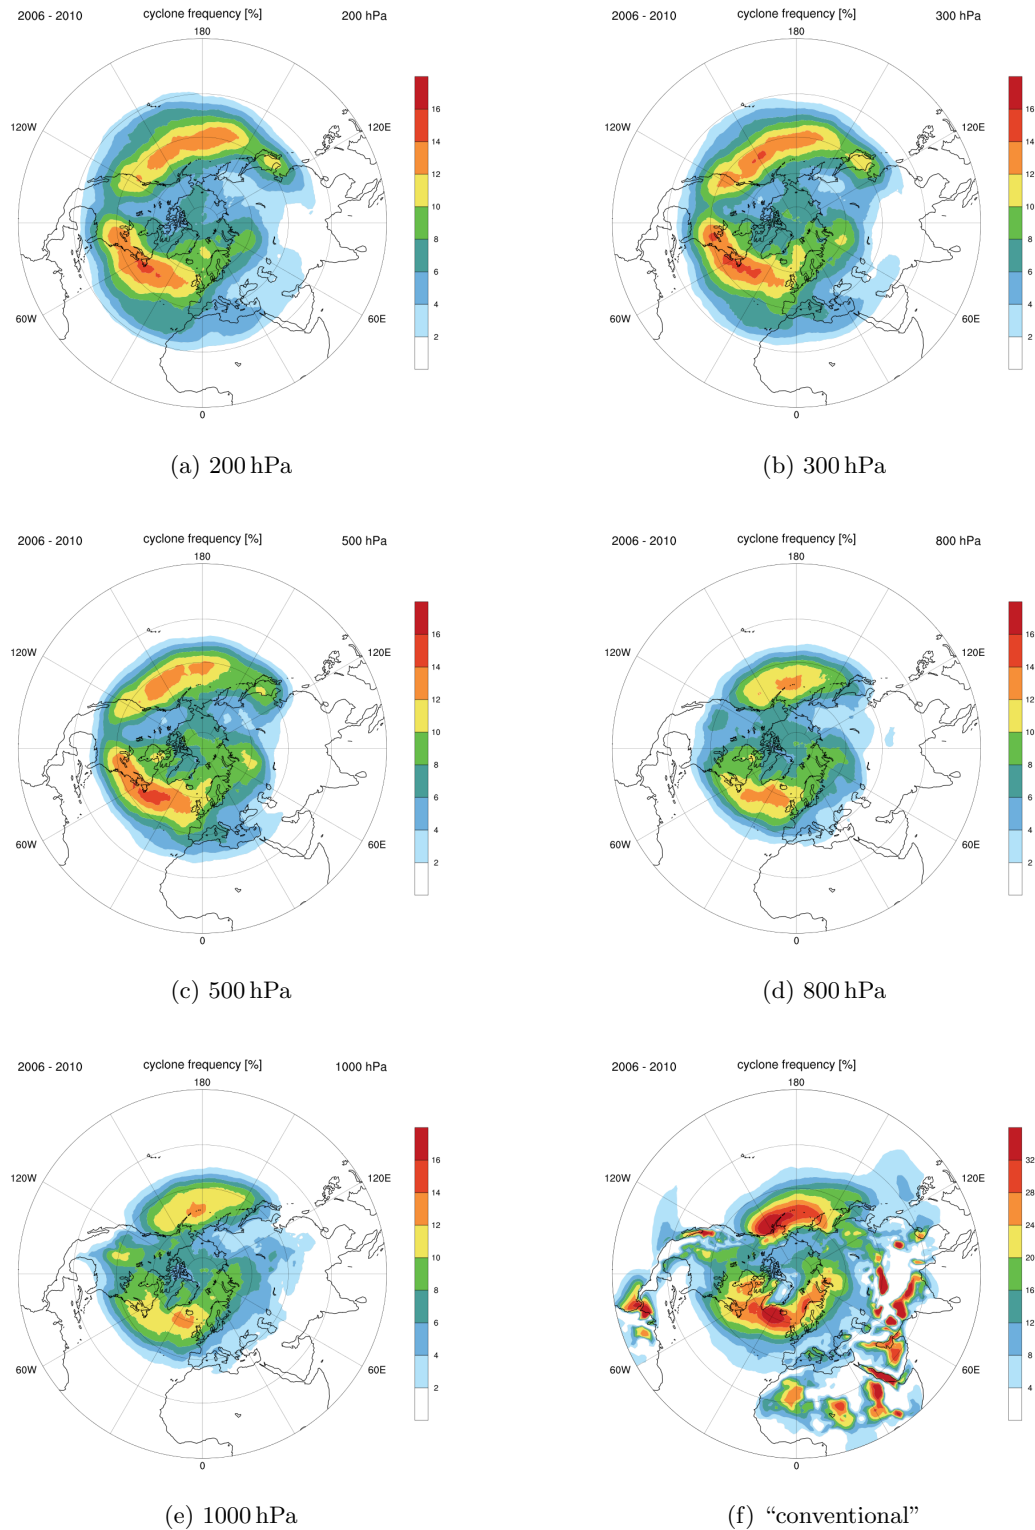 2006 - 2010 cyclone frequency [%] 200 hPa
180
120W 120E
60W 60E
0
16
14
12
10
8
6
4
2
(a) 200 hPa
2006 - 2010 cyclone frequency [%] 300 hPa
180
120W 120E
60W 60E
0
16
14
12
10
8
6
4
2
(b) 300 hPa
2006 - 2010 cyclone frequency [%] 500 hPa
180
120W 120E
60W 60E
0
16
14
12
10
8
6
4
2
(c) 500 hPa
2006 - 2010 cyclone frequency [%] 800 hPa
180
120W 120E
60W 60E
0
16
14
12
10
8
6
4
2
(d) 800 hPa
2006 - 2010 cyclone frequency [%] 1000 hPa
180
120W 120E
60W 60E
0
16
14
12
10
8
6
4
2
(e) 1000 hPa
2006 - 2010 cyclone frequency [%]
180
120W 120E
60W 60E
0
32
28
24
20
16
12
8
4
(f) “conventional”